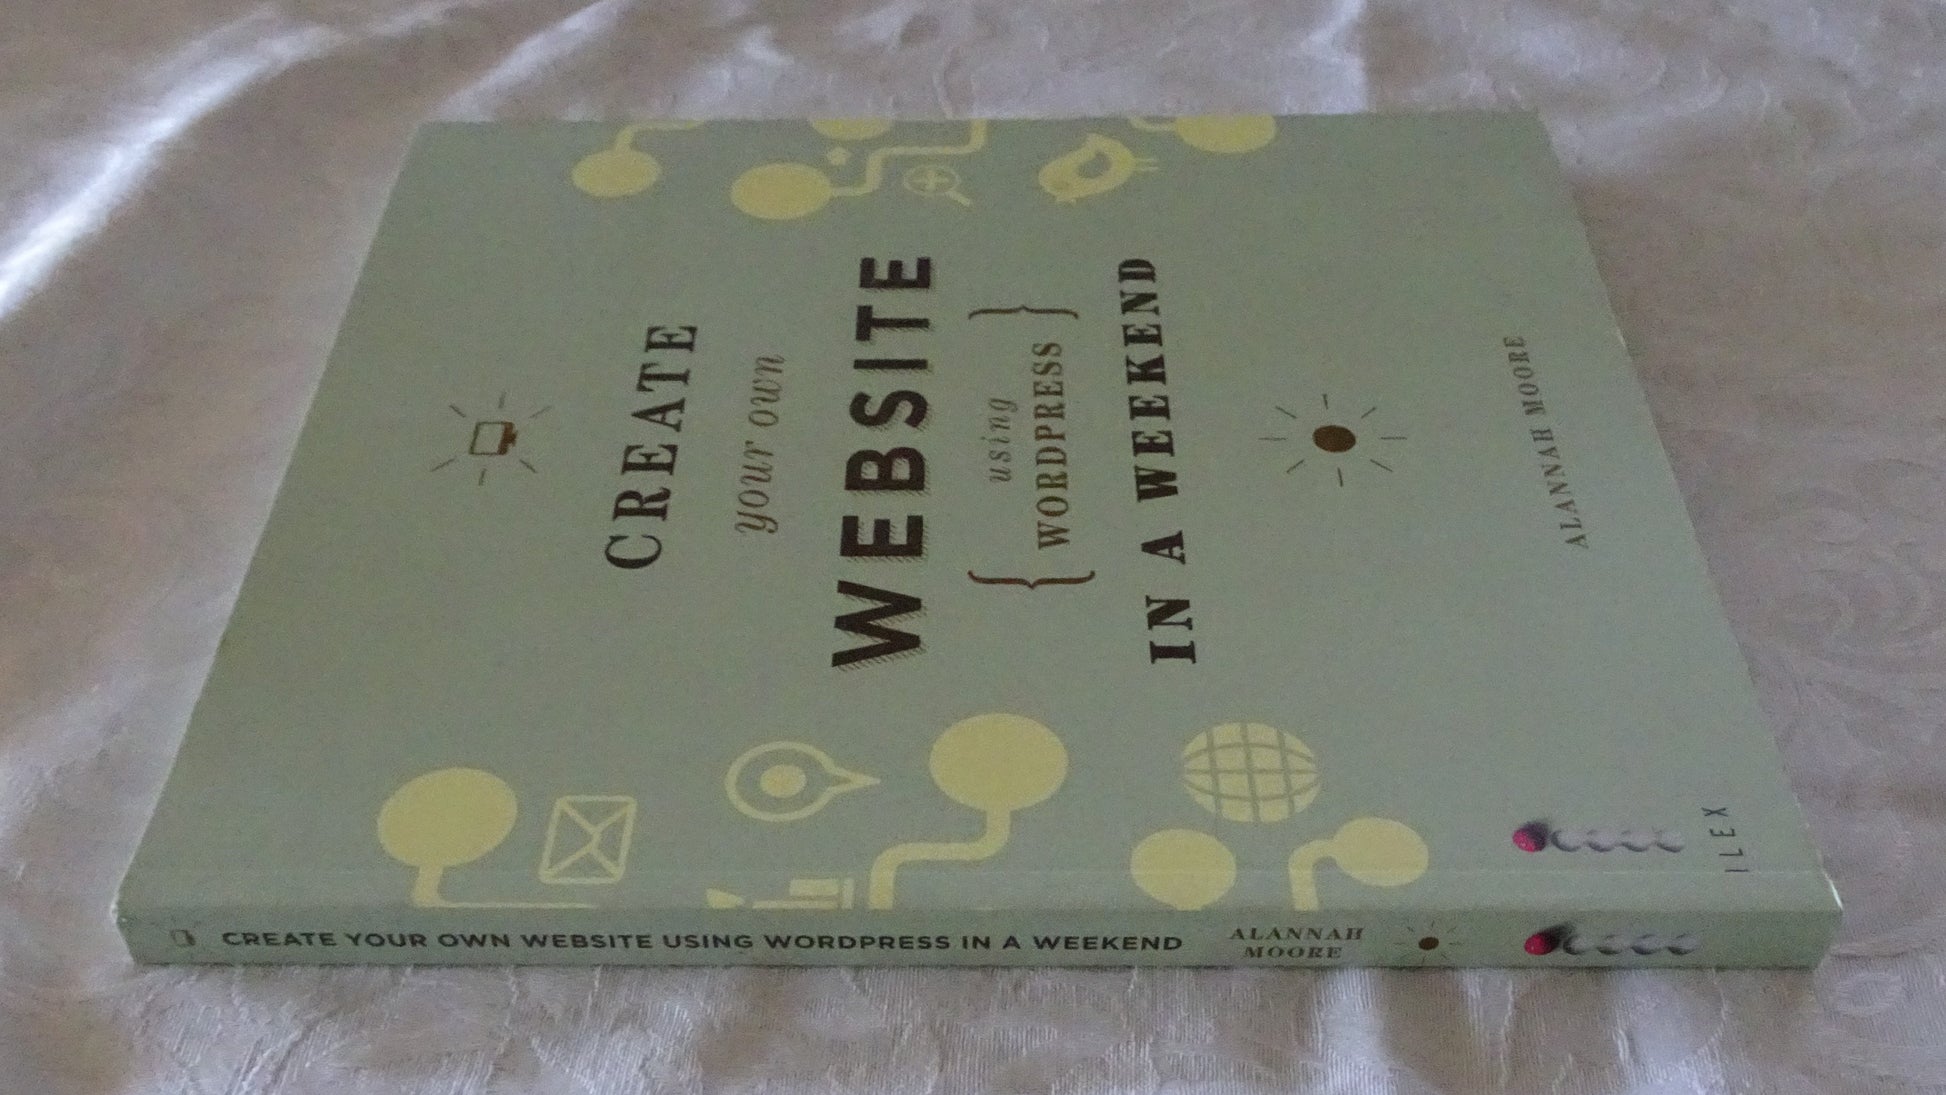 CREATE
your own
WEBSITE
{ using
WORDPRESS }
IN A WEEKEND
ALANNAH MOORE
ILEX
CREATE YOUR OWN WEBSITE USING WORDPRESS IN A WEEKEND
ALANNAH
MOORE